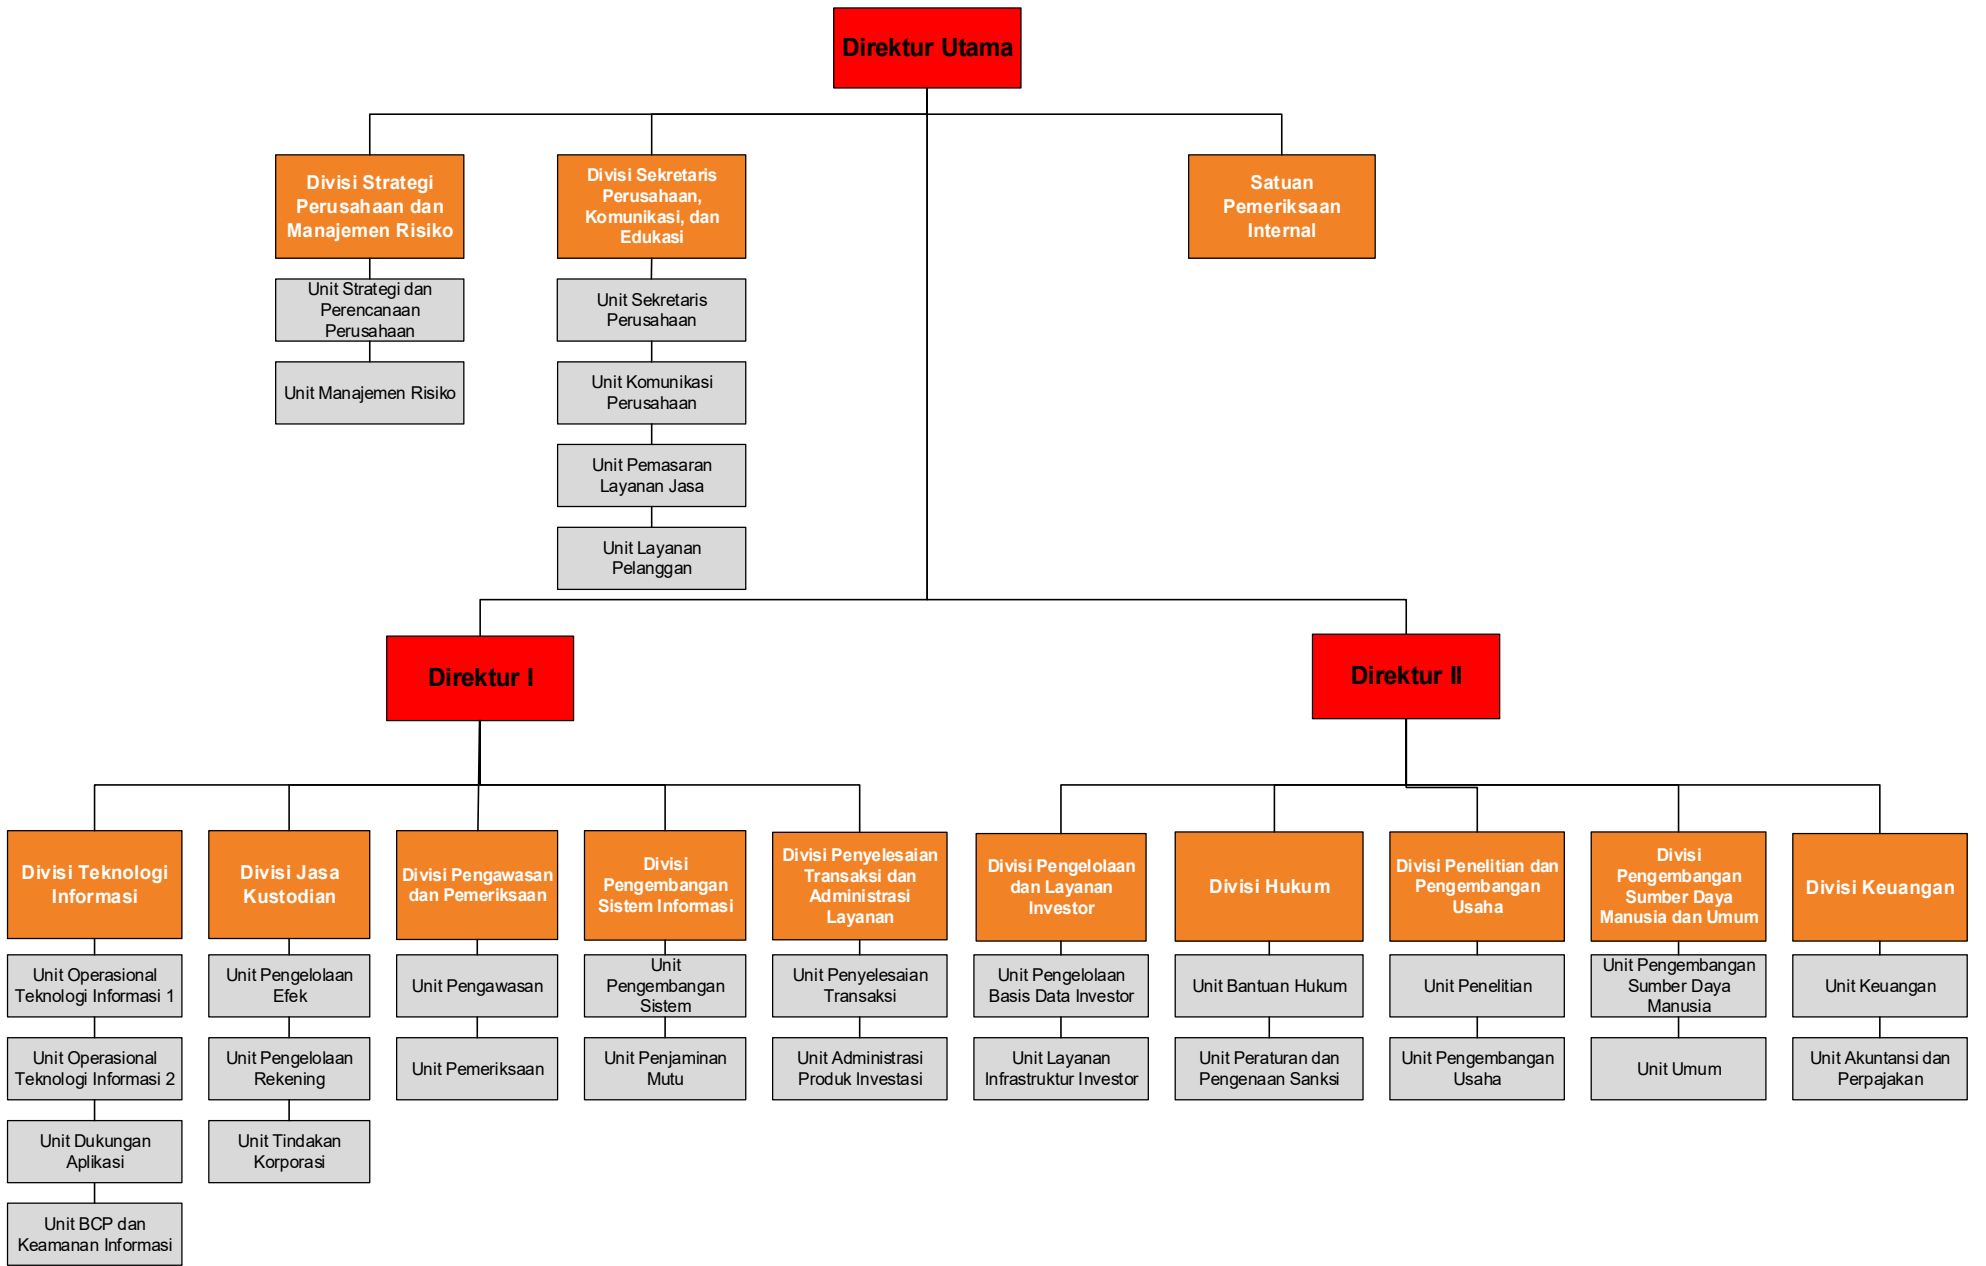 Direktur Utama
Divisi Strategi
Perusahaan dan
Manajemen Risiko
Divisi Sekretaris
Perusahaan,
Komunikasi, dan
Edukasi
Satuan
Pemeriksaan
Internal
Unit Strategi dan
Perencanaan
Perusahaan
Unit Manajemen Risiko
Unit Sekretaris
Perusahaan
Unit Komunikasi
Perusahaan
Unit Pemasaran
Layanan Jasa
Unit Layanan
Pelanggan
Direktur I
Direktur II
Divisi Teknologi
Informasi
Unit Operasional
Teknologi Informasi 1
Unit Operasional
Teknologi Informasi 2
Unit Dukungan
Aplikasi
Unit BCP dan
Keamanan Informasi
Divisi Jasa
Kustodian
Unit Pengelolaan
Efek
Unit Pengelolaan
Rekening
Unit Tindakan
Korporasi
Divisi Pengawasan
dan Pemeriksaan
Unit Pengawasan
Unit Pemeriksaan
Divisi
Pengembangan
Sistem Informasi
Unit
Pengembangan
Sistem
Unit Penjaminan
Mutu
Divisi Penyelesaian
Transaksi dan
Administrasi
Layanan
Unit Penyelesaian
Transaksi
Unit Administrasi
Produk Investasi
Divisi Pengelolaan
dan Layanan
Investor
Unit Pengelolaan
Basis Data Investor
Unit Layanan
Infrastruktur Investor
Divisi Hukum
Unit Bantuan Hukum
Unit Peraturan dan
Pengenaan Sanksi
Divisi Penelitian dan
Pengembangan
Usaha
Unit Penelitian
Unit Pengembangan
Usaha
Divisi
Pengembangan
Sumber Daya
Manusia dan Umum
Unit Pengembangan
Sumber Daya
Manusia
Unit Umum
Divisi Keuangan
Unit Keuangan
Unit Akuntansi dan
Perpajakan